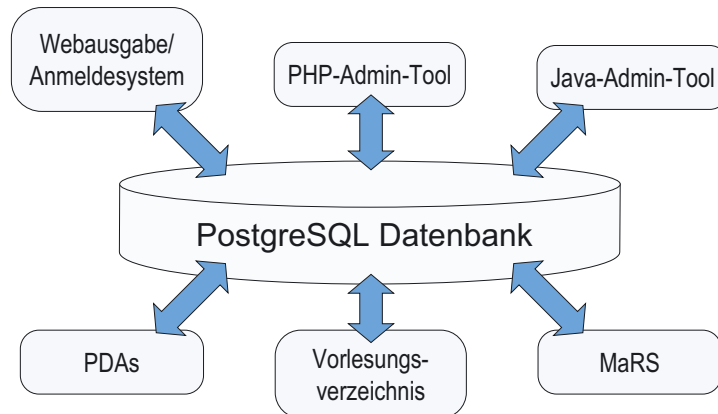 Webausgabe/
Anmeldesystem
PHP-Admin-Tool
Java-Admin-Tool
PostgreSQL Datenbank
PDAs
Vorlesungs-
verzeichnis
MaRS